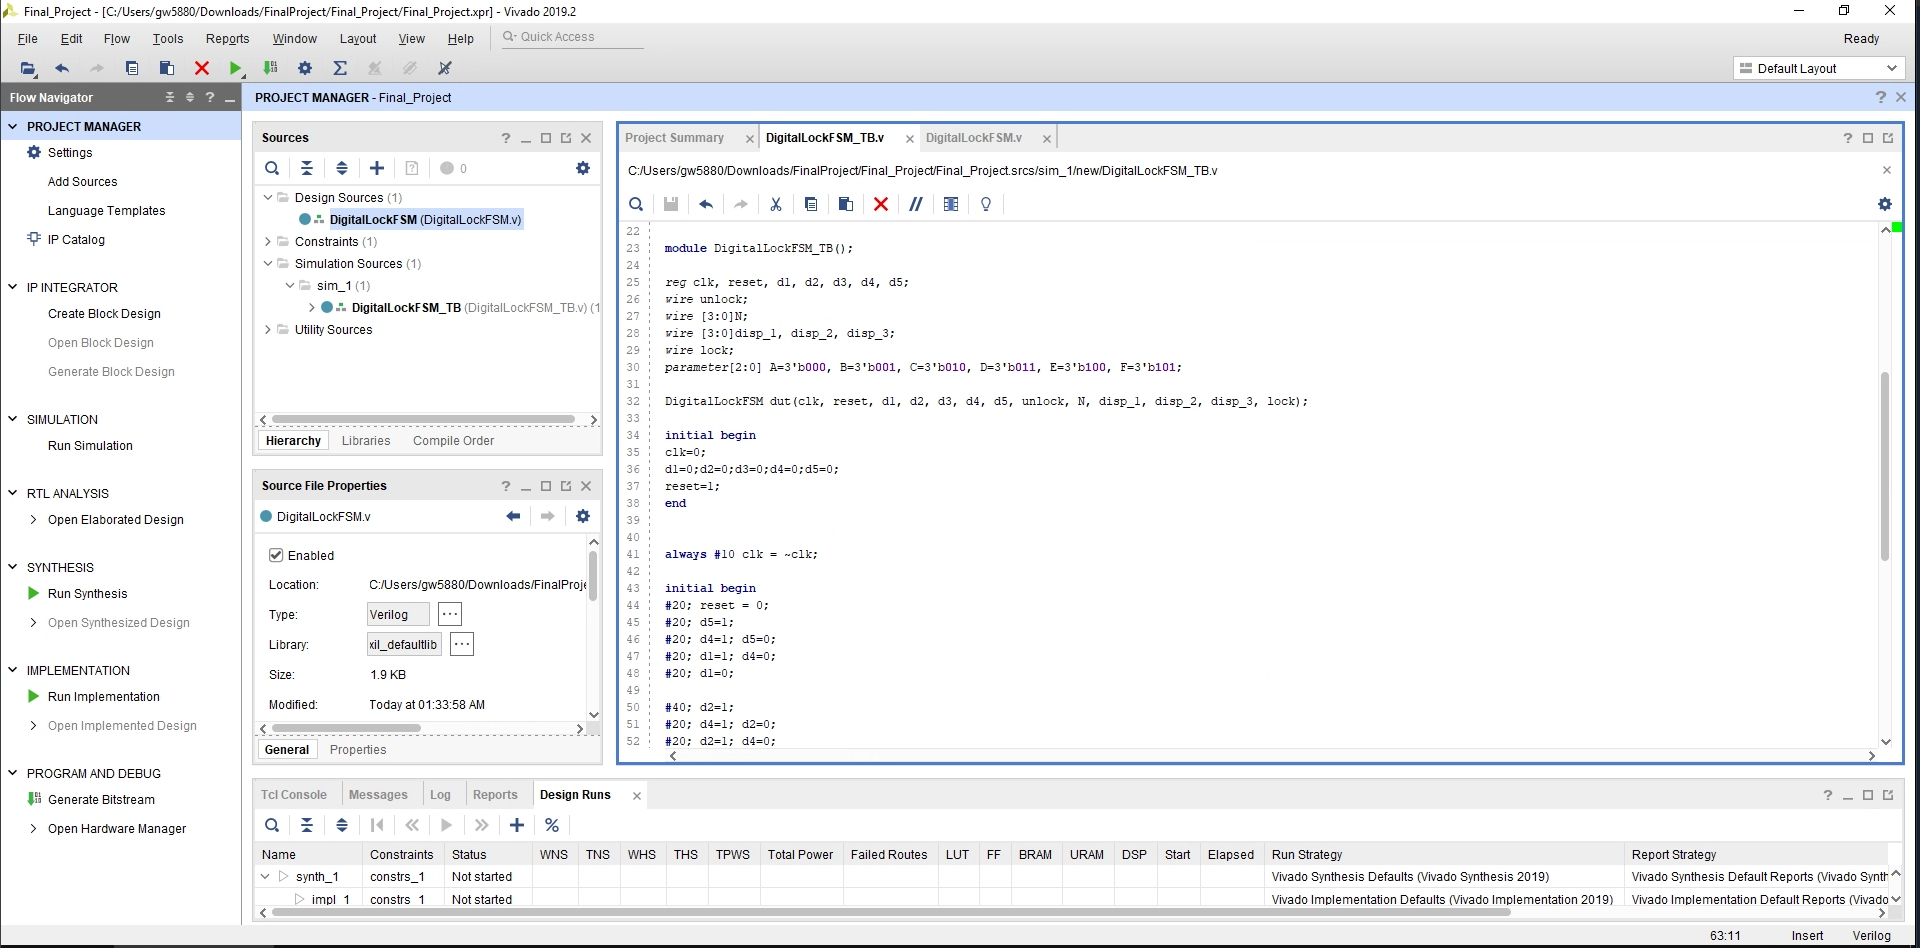 Final_Project - [C:/Users/gw5880/Downloads/FinalProject/Final_Project/Final_Project.xpr] - Vivado 2019.2
File Edit Flow Tools Reports Window Layout View Help Quick Access
Ready
Default Layout
Flow Navigator
PROJECT MANAGER
Settings
Add Sources
Language Templates
IP Catalog
IP INTEGRATOR
Create Block Design
Open Block Design
Generate Block Design
SIMULATION
Run Simulation
RTL ANALYSIS
Open Elaborated Design
SYNTHESIS
Run Synthesis
Open Synthesized Design
IMPLEMENTATION
Run Implementation
Open Implemented Design
PROGRAM AND DEBUG
Generate Bitstream
Open Hardware Manager
PROJECT MANAGER - Final_Project
Sources
0
Design Sources (1)
DigitalLockFSM (DigitalLockFSM.v)
Constraints (1)
Simulation Sources (1)
sim_1 (1)
DigitalLockFSM_TB (DigitalLockFSM_TB.v) (1
Utility Sources
Hierarchy Libraries Compile Order
Source File Properties
DigitalLockFSM.v
Enabled
Location: C:/Users/gw5880/Downloads/FinalProje
Type: Verilog ...
Library: xil_defaultlib ...
Size: 1.9 KB
Modified: Today at 01:33:58 AM
General Properties
Project Summary DigitalLockFSM_TB.v DigitalLockFSM.v
C:/Users/gw5880/Downloads/FinalProject/Final_Project/Final_Project.srcs/sim_1/new/DigitalLockFSM_TB.v
22
23 module DigitalLockFSM_TB();
24
25 reg clk, reset, d1, d2, d3, d4, d5;
26 wire unlock;
27 wire [3:0]N;
28 wire [3:0]disp_1, disp_2, disp_3;
29 wire lock;
30 parameter[2:0] A=3'b000, B=3'b001, C=3'b010, D=3'b011, E=3'b100, F=3'b101;
31
32 DigitalLockFSM dut(clk, reset, d1, d2, d3, d4, d5, unlock, N, disp_1, disp_2, disp_3, lock);
33
34 initial begin
35 clk=0;
36 d1=0;d2=0;d3=0;d4=0;d5=0;
37 reset=1;
38 end
39
40
41 always #10 clk = ~clk;
42
43 initial begin
44 #20; reset = 0;
45 #20; d5=1;
46 #20; d4=1; d5=0;
47 #20; d1=1; d4=0;
48 #20; d1=0;
49
50 #40; d2=1;
51 #20; d4=1; d2=0;
52 #20; d2=1; d4=0;
Tcl Console Messages Log Reports Design Runs
Name Constraints Status WNS TNS WHS THS TPWS Total Power Failed Routes LUT FF BRAM URAM DSP Start Elapsed Run Strategy Report Strategy
synth_1 constrs_1 Not started Vivado Synthesis Defaults (Vivado Synthesis 2019) Vivado Synthesis Default Reports (Vivado Synth
impl_1 constrs_1 Not started Vivado Implementation Defaults (Vivado Implementation 2019) Vivado Implementation Default Reports (Vivado
63:11 Insert Verilog